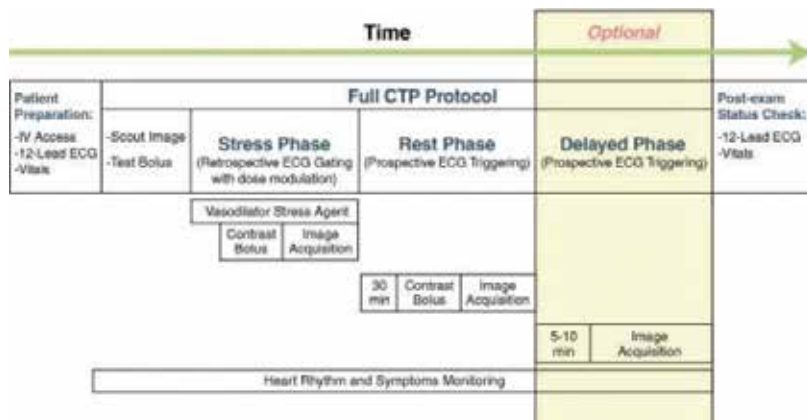 Time
Optional
Patient
Preparation:
-IV Access
-12-Lead ECG
-Vitals
Full CTP Protocol
-Scout Image
-Test Bolus
Stress Phase
(Retrospective ECG Gating
with dose modulation)
Rest Phase
(Prospective ECG Triggering)
Delayed Phase
(Prospective ECG Triggering)
Post-exam
Status Check:
-12-Lead ECG
-Vitals
Vasodilator Stress Agent
Contrast
Bolus
Image
Acquisition
30
min
Contrast
Bolus
Image
Acquisition
5-10
min
Image
Acquisition
Heart Rhythm and Symptoms Monitoring